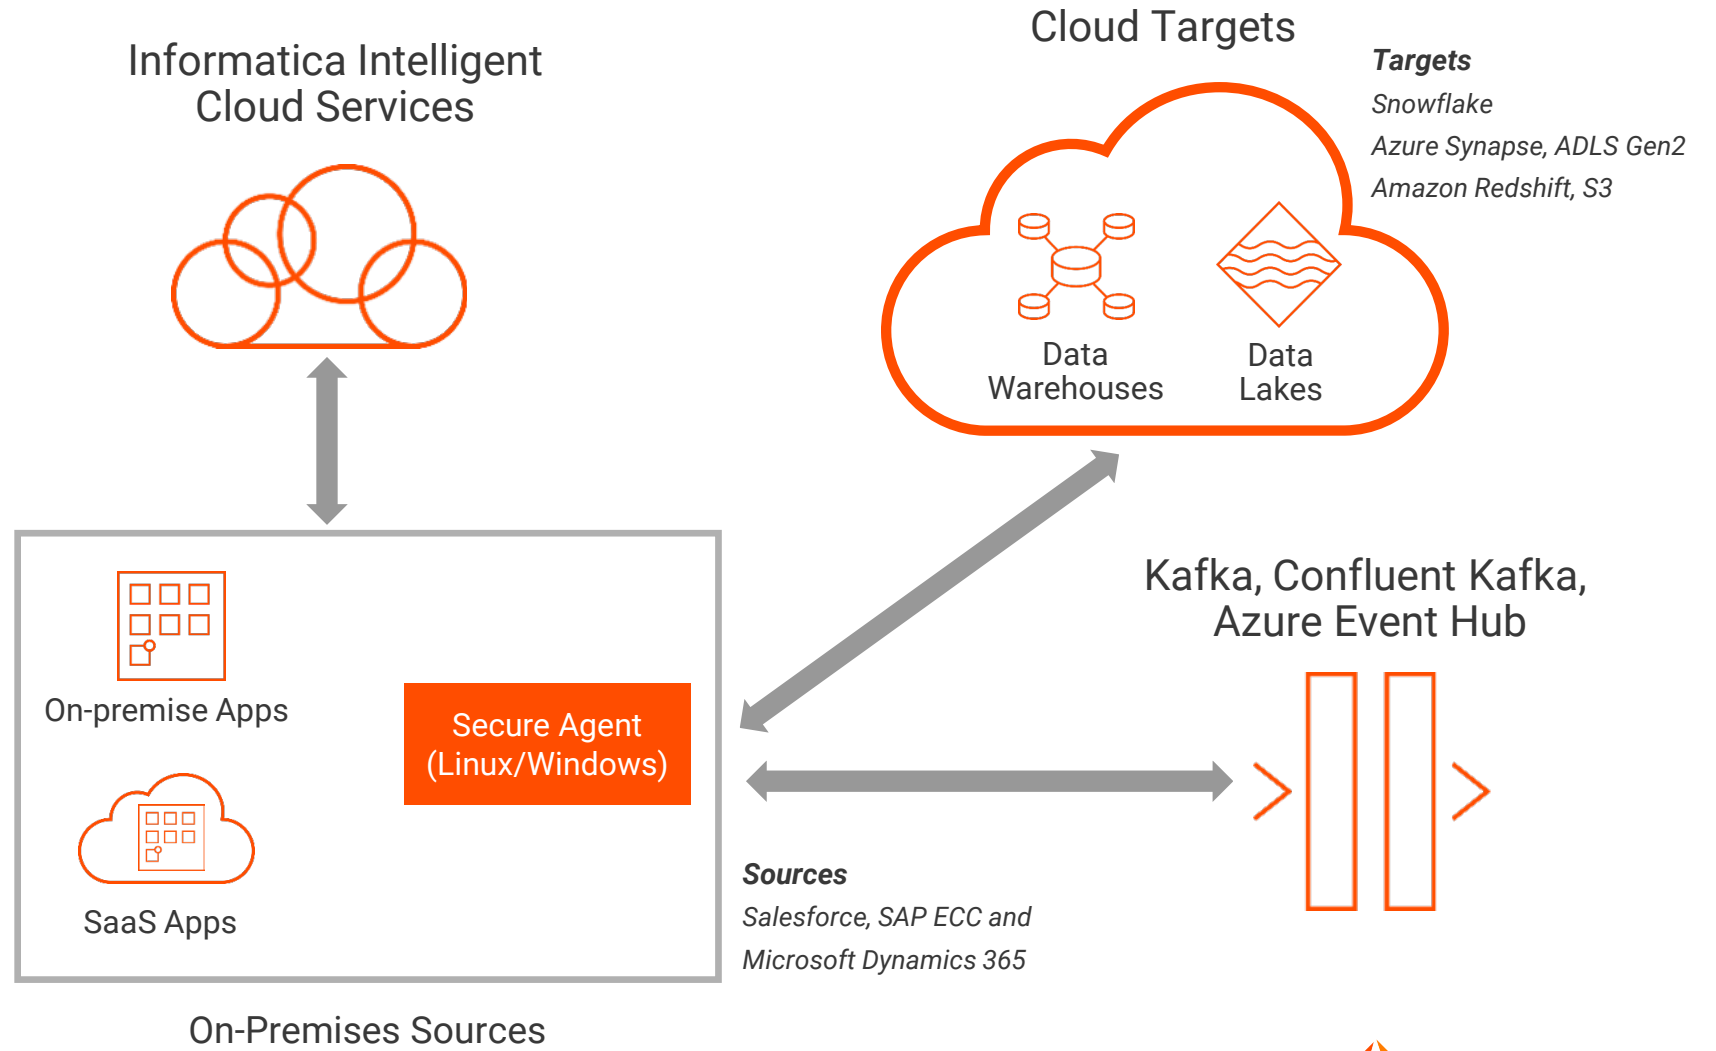 Informatica Intelligent
Cloud Services
Cloud Targets
Targets
Snowflake
Azure Synapse, ADLS Gen2
Amazon Redshift, S3
Data
Warehouses
Data
Lakes
On-premise Apps
Secure Agent
(Linux/Windows)
SaaS Apps
On-Premises Sources
Kafka, Confluent Kafka,
Azure Event Hub
Sources
Salesforce, SAP ECC and
Microsoft Dynamics 365